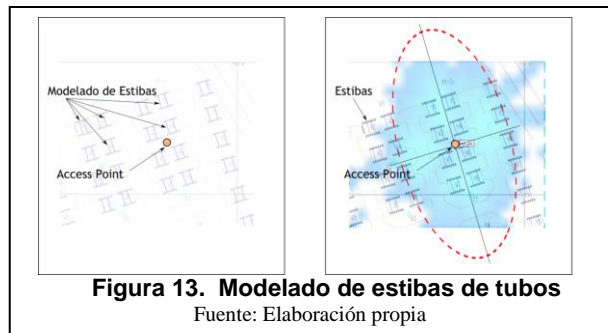 Modelado de Estibas
Access Point
Estibas
Access Point
Figura 13. Modelado de estibas de tubos
Fuente: Elaboración propia